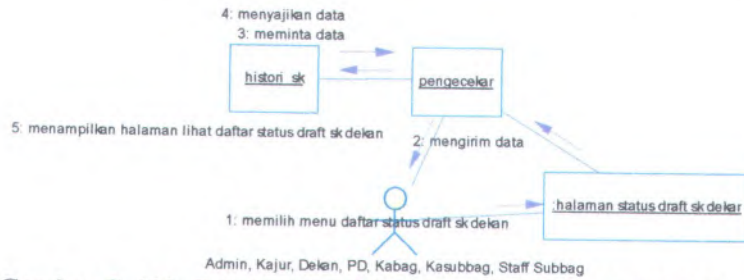 4: menyajikan data
3: meminta data
histori sk
pengecekar
5: menampilkan halaman lihat daftar status draft sk dekan
2: mengirim data
:halaman status draft sk dekar
1: memilih menu daftar status draft sk dekan
Admin, Kajur, Dekan, PD, Kabag, Kasubbag, Staff Subbag